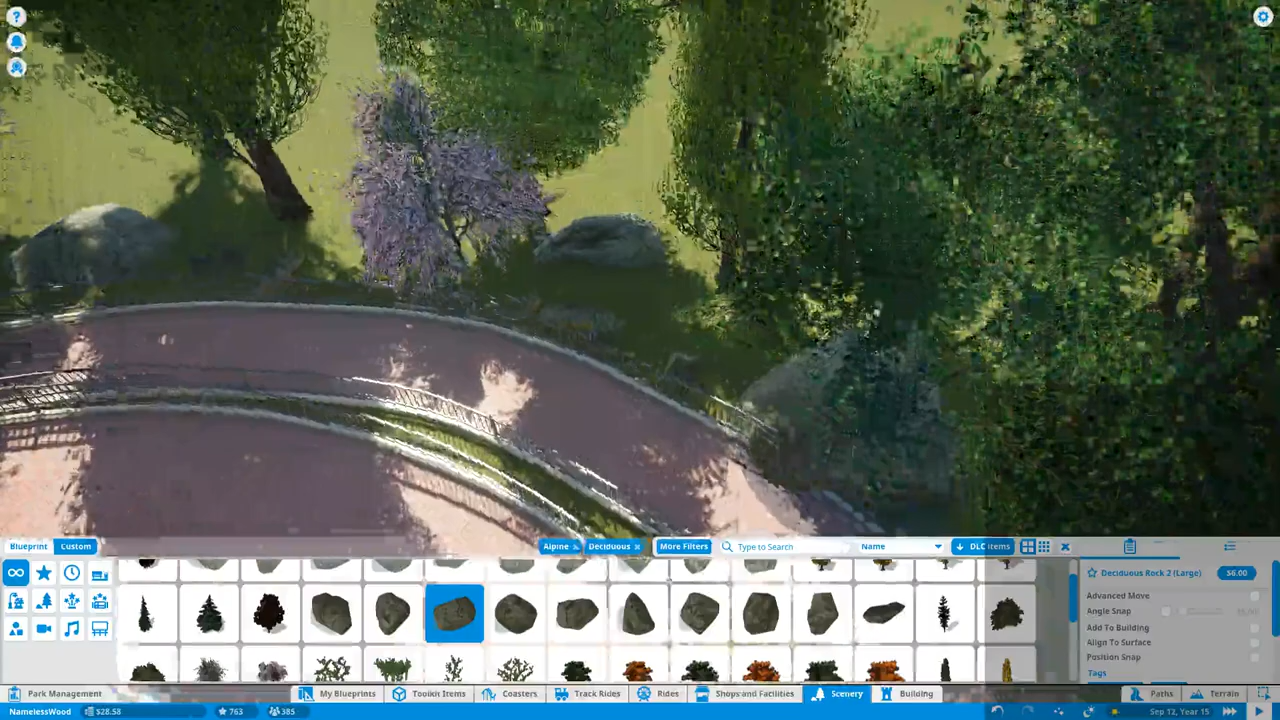 Blueprint Custom Alpine × Deciduous × More Filters Type to Search Name DLC Items
Deciduous Rock 2 (Large) $6.00
Advanced Move
Angle Snap
Add To Building
Align To Surface
Position Snap
Tags
Park Management My Blueprints Toolkit Items Coasters Track Rides Rides Shops and Facilities Scenery Building Paths Terrain
NamelessWood $28.58 763 385 Sep 12, Year 15